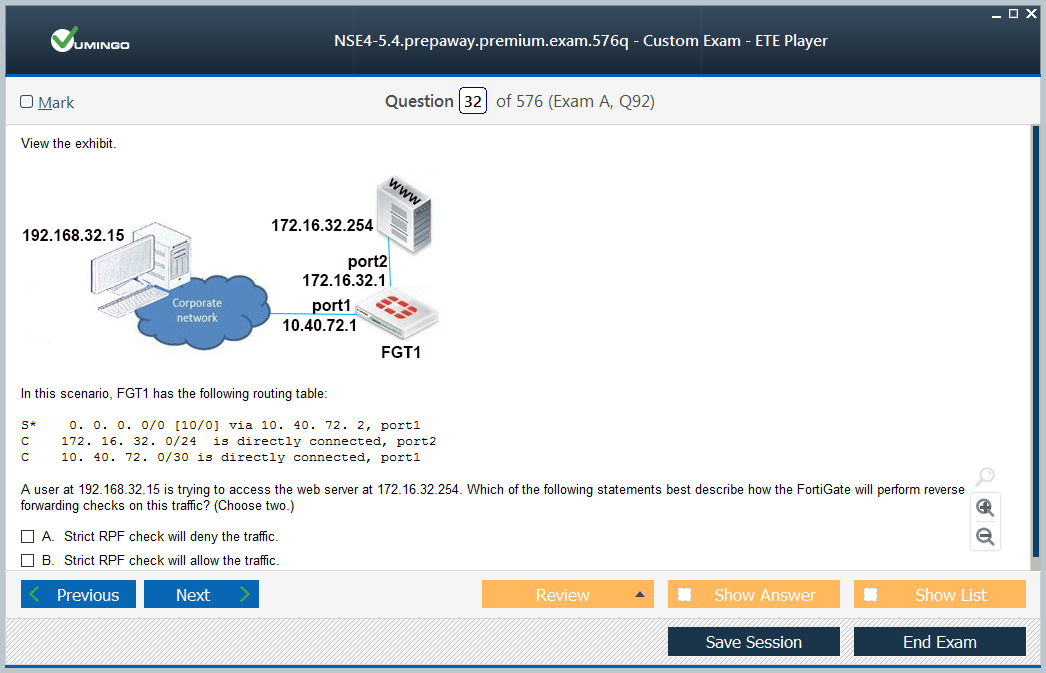 VUMINGO
NSE4-5.4.prepaway.premium.exam.576q - Custom Exam - ETE Player
Mark
Question 32 of 576 (Exam A, Q92)
View the exhibit.
WWW
172.16.32.254
192.168.32.15
port2
172.16.32.1
Corporate
network
port1
10.40.72.1
FGT1
In this scenario, FGT1 has the following routing table:
S* 0. 0. 0. 0/0 [10/0] via 10. 40. 72. 2, port1
C 172. 16. 32. 0/24 is directly connected, port2
C 10. 40. 72. 0/30 is directly connected, port1
A user at 192.168.32.15 is trying to access the web server at 172.16.32.254. Which of the following statements best describe how the FortiGate will perform reverse
forwarding checks on this traffic? (Choose two.)
A. Strict RPF check will deny the traffic.
B. Strict RPF check will allow the traffic.
Previous Next Review Show Answer Show List
Save Session End Exam